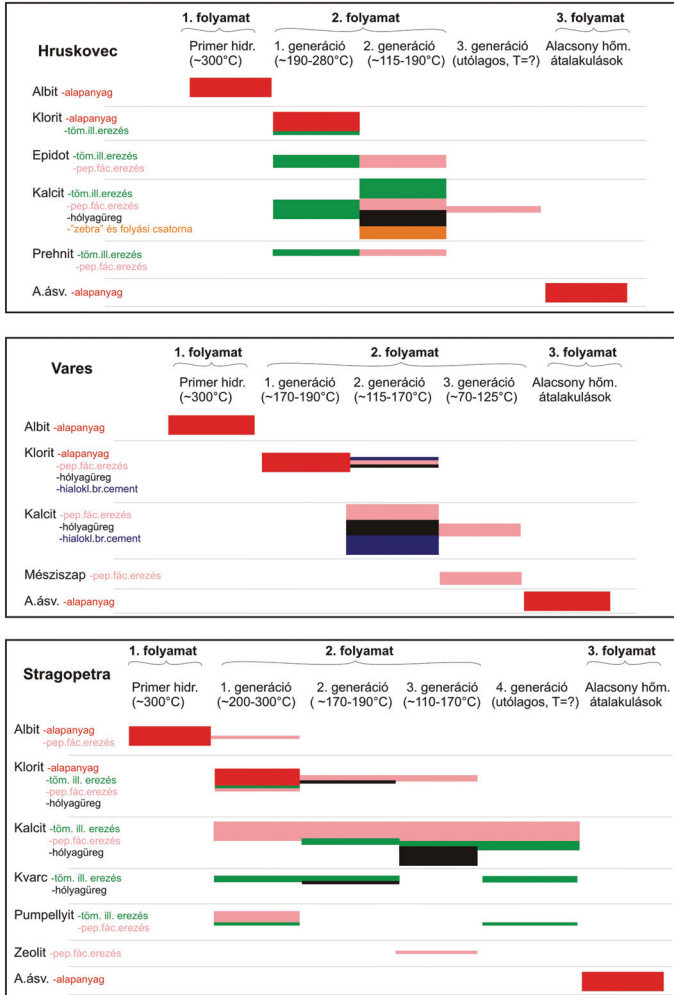 1. folyamat 2. folyamat 3. folyamat
Hruskovec
Primer hidr. 1. generáció 2. generáció 3. generáció Alacsony hőm.
(~300°C) (~190-280°C) (~115-190°C) (utólagos, T=?) átalakulások
Albit -alapanyag
Klorit -alapanyag
-töm.ill.erezés
Epidot -töm.ill.erezés
-pep.fác.erezés
Kalcit -töm.ill.erezés
-pep.fác.erezés
-hólyagüreg
-"zebra" és folyási csatorna
Prehnit -töm.ill.erezés
-pep.fác.erezés
A.ásv. -alapanyag
1. folyamat 2. folyamat 3. folyamat
Vares
Primer hidr. 1. generáció 2. generáció 3. generáció Alacsony hőm.
(~300°C) (~170-190°C) (~115-170°C) (~70-125°C) átalakulások
Albit -alapanyag
Klorit -alapanyag
-pep.fác.erezés
-hólyagüreg
-hialokl.br.cement
Kalcit -pep.fác.erezés
-hólyagüreg
-hialokl.br.cement
Mésziszap -pep.fác.erezés
A.ásv. -alapanyag
1. folyamat 2. folyamat 3. folyamat
Stragopetra
Primer hidr. 1. generáció 2. generáció 3. generáció 4. generáció Alacsony hőm.
(~300°C) (~200-300°C) ( ~170-190°C) (~110-170°C) (utólagos, T=?) átalakulások
Albit -alapanyag
-pep.fác.erezés
Klorit -alapanyag
-töm. ill. erezés
-pep.fác.erezés
-hólyagüreg
Kalcit -töm. ill. erezés
-pep.fác.erezés
-hólyagüreg
Kvarc -töm. ill. erezés
-hólyagüreg
Pumpellyit -töm. ill. erezés
-pep.fác.erezés
Zeolit -pep.fác.erezés
A.ásv. -alapanyag